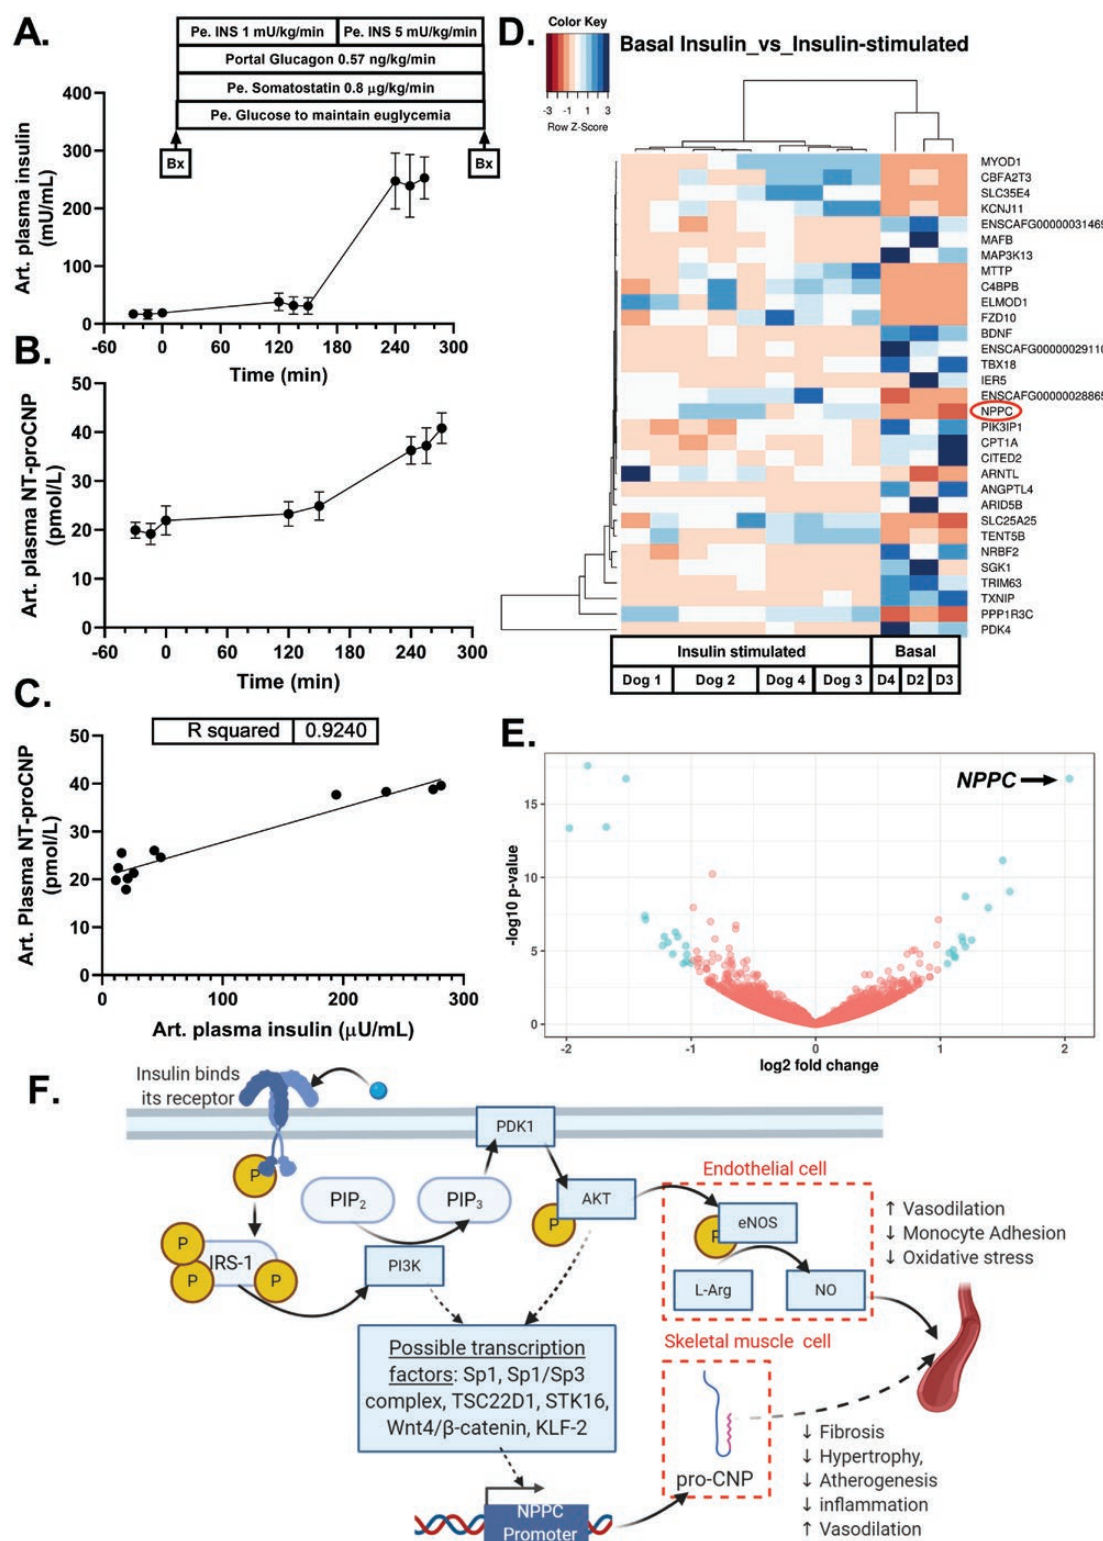 A.
Pe. INS 1 mU/kg/min
Pe. INS 5 mU/kg/min
Portal Glucagon 0.57 ng/kg/min
Pe. Somatostatin 0.8 μg/kg/min
Pe. Glucose to maintain euglycemia
Bx
Bx
Art. plasma insulin
(mU/mL)
400
300
200
100
0
-60
0
60
120
180
240
300
Time (min)
B.
Art. plasma NT-proCNP
(pmol/L)
50
40
30
20
10
0
-60
0
60
120
180
240
300
Time (min)
C.
R squared
0.9240
Art. Plasma NT-proCNP
(pmol/L)
50
40
30
20
10
0
0
100
200
300
Art. plasma insulin (μU/mL)
D.
Color Key
-3
-1
1
3
Row Z-Score
Basal Insulin_vs_Insulin-stimulated
MYOD1
CBFA2T3
SLC35E4
KCNJ11
ENSCAFG00000031469
MAFB
MAP3K13
MTTP
C4BPB
ELMOD1
FZD10
BDNF
ENSCAFG00000029110
TBX18
IER5
ENSCAFG00000028865
NPPC
PIK3IP1
CPT1A
CITED2
ARNTL
ANGPTL4
ARID5B
SLC25A25
TENT5B
NRBF2
SGK1
TRIM63
TXNIP
PPP1R3C
PDK4
Insulin stimulated
Basal
Dog 1
Dog 2
Dog 4
Dog 3
D4
D2
D3
E.
NPPC
-log10 p-value
15
10
5
0
-2
-1
0
1
2
log2 fold change
F.
Insulin binds
its receptor
P
P
P
P
IRS-1
PIP2
PIP3
PI3K
PDK1
AKT
P
Endothelial cell
eNOS
P
L-Arg
NO
↑ Vasodilation
↓ Monocyte Adhesion
↓ Oxidative stress
Possible transcription
factors: Sp1, Sp1/Sp3
complex, TSC22D1, STK16,
Wnt4/β-catenin, KLF-2
Skeletal muscle cell
pro-CNP
NPPC
Promoter
↓ Fibrosis
↓ Hypertrophy,
↓ Atherogenesis
↓ inflammation
↑ Vasodilation